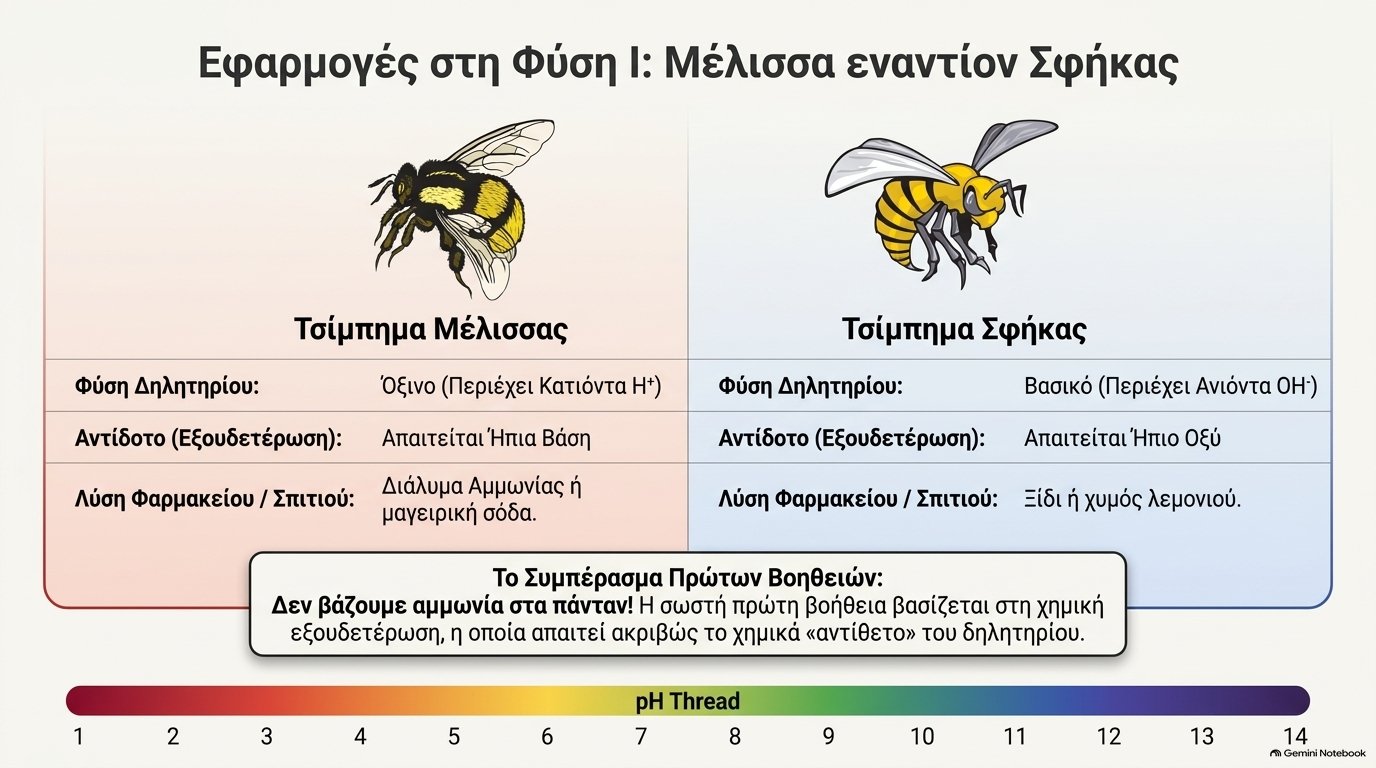 Εφαρμογές στη Φύση Ι: Μέλισσα εναντίον Σφήκας
Τσίμπημα Μέλισσας
Φύση Δηλητηρίου: Όξινο (Περιέχει Κατιόντα H⁺)
Αντίδοτο (Εξουδετέρωση): Απαιτείται Ήπια Βάση
Λύση Φαρμακείου / Σπιτιού: Διάλυμα Αμμωνίας ή
μαγειρική σόδα.
Τσίμπημα Σφήκας
Φύση Δηλητηρίου: Βασικό (Περιέχει Ανιόντα OH⁻)
Αντίδοτο (Εξουδετέρωση): Απαιτείται Ήπιο Οξύ
Λύση Φαρμακείου / Σπιτιού: Ξίδι ή χυμός λεμονιού.
Το Συμπέρασμα Πρώτων Βοηθειών:
Δεν βάζουμε αμμωνία στα πάνταν! Η σωστή πρώτη βοήθεια βασίζεται στη χημική
εξουδετέρωση, η οποία απαιτεί ακριβώς το χημικά «αντίθετο» του δηλητηρίου.
pH Thread
1 2 3 4 5 6 7 8 9 10 11 12 13 14
Gemini Notebook